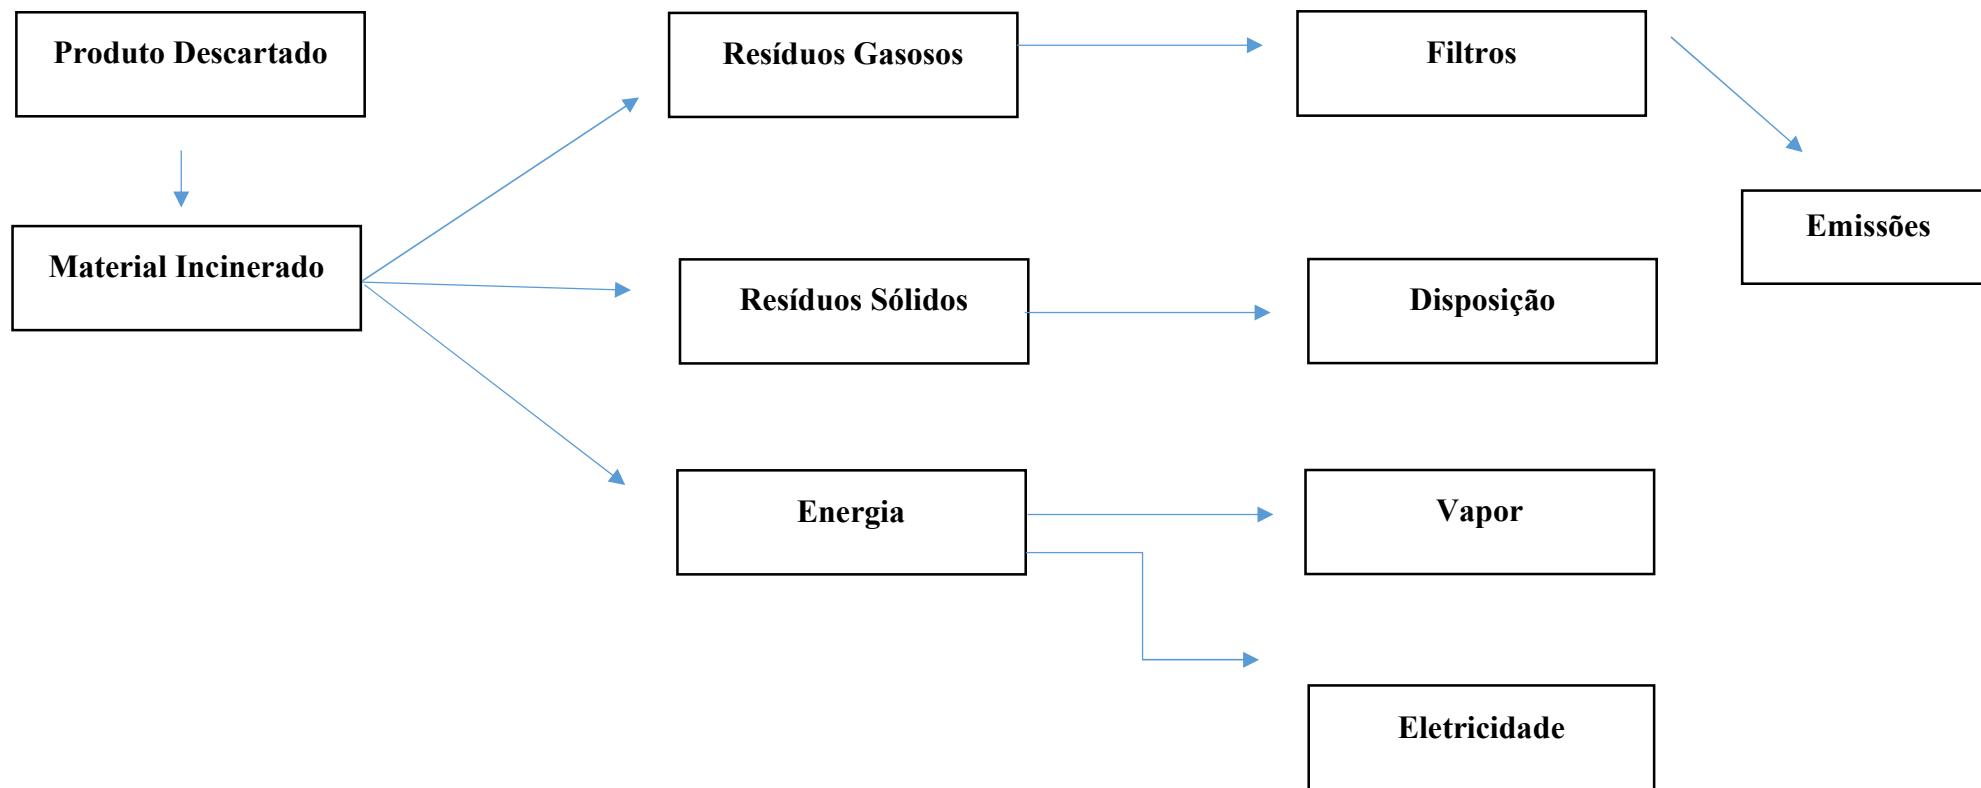 Produto Descartado
Resíduos Gasosos
Filtros
Emissões
Material Incinerado
Resíduos Sólidos
Disposição
Energia
Vapor
Eletricidade